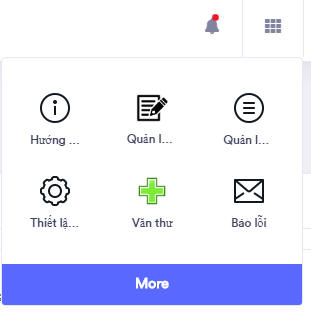 Hướng ...
Quản l...
Quản l...
Thiết lậ...
Văn thư
Báo lỗi
More